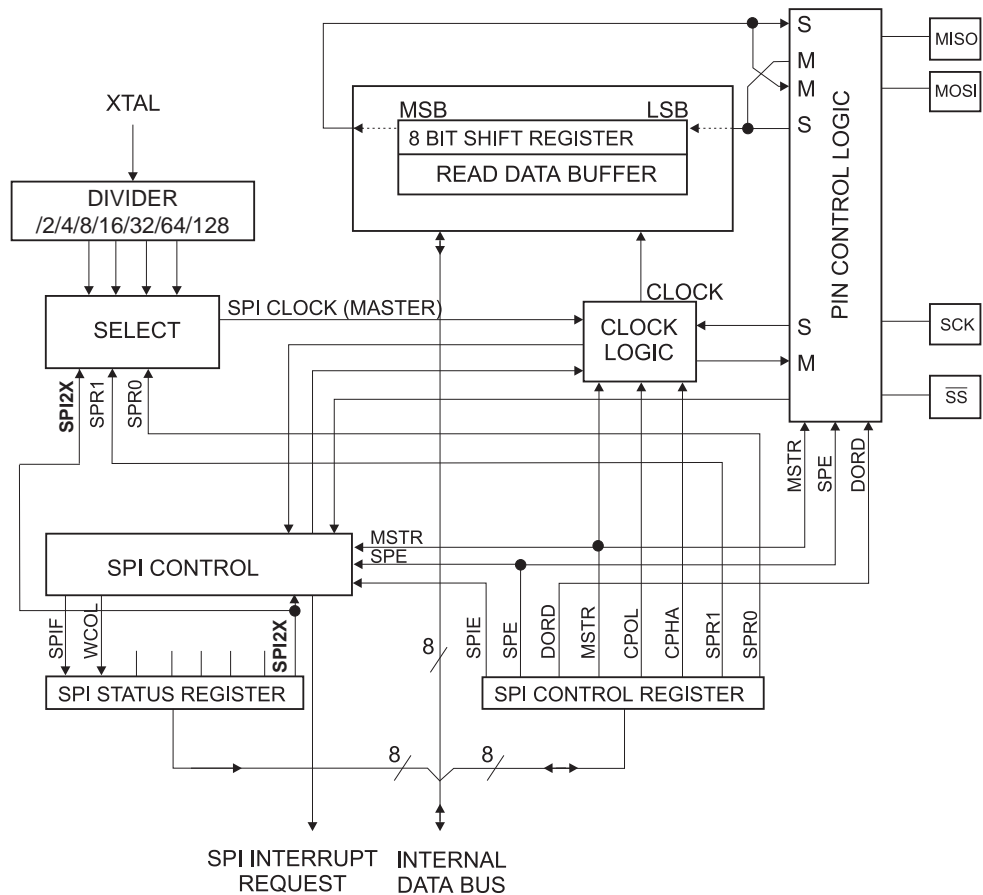 S
MISO
M
M
MOSI
XTAL
MSB
LSB
S
8 BIT SHIFT REGISTER
READ DATA BUFFER
PIN CONTROL LOGIC
DIVIDER
/2/4/8/16/32/64/128
SPI CLOCK (MASTER)
CLOCK
SELECT
CLOCK
LOGIC
S
M
SCK
SS
SPI2X
SPR1
SPR0
MSTR
SPE
DORD
MSTR
SPE
SPI CONTROL
SPIF
WCOL
SPI2X
8
SPIE
SPE
DORD
MSTR
CPOL
CPHA
SPR1
SPR0
SPI STATUS REGISTER
SPI CONTROL REGISTER
8
8
SPI INTERRUPT
REQUEST
INTERNAL
DATA BUS